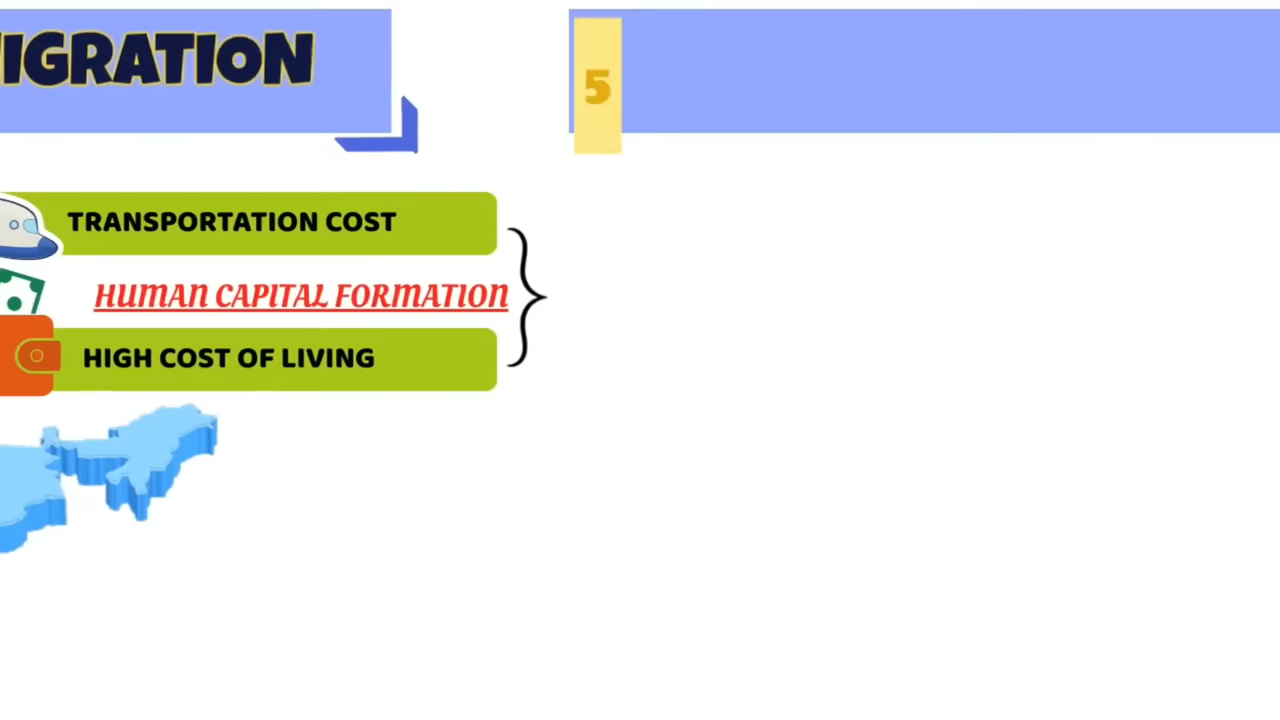 IGRATION
5
TRANSPORTATION COST
HUMAN CAPITAL FORMATION
HIGH COST OF LIVING